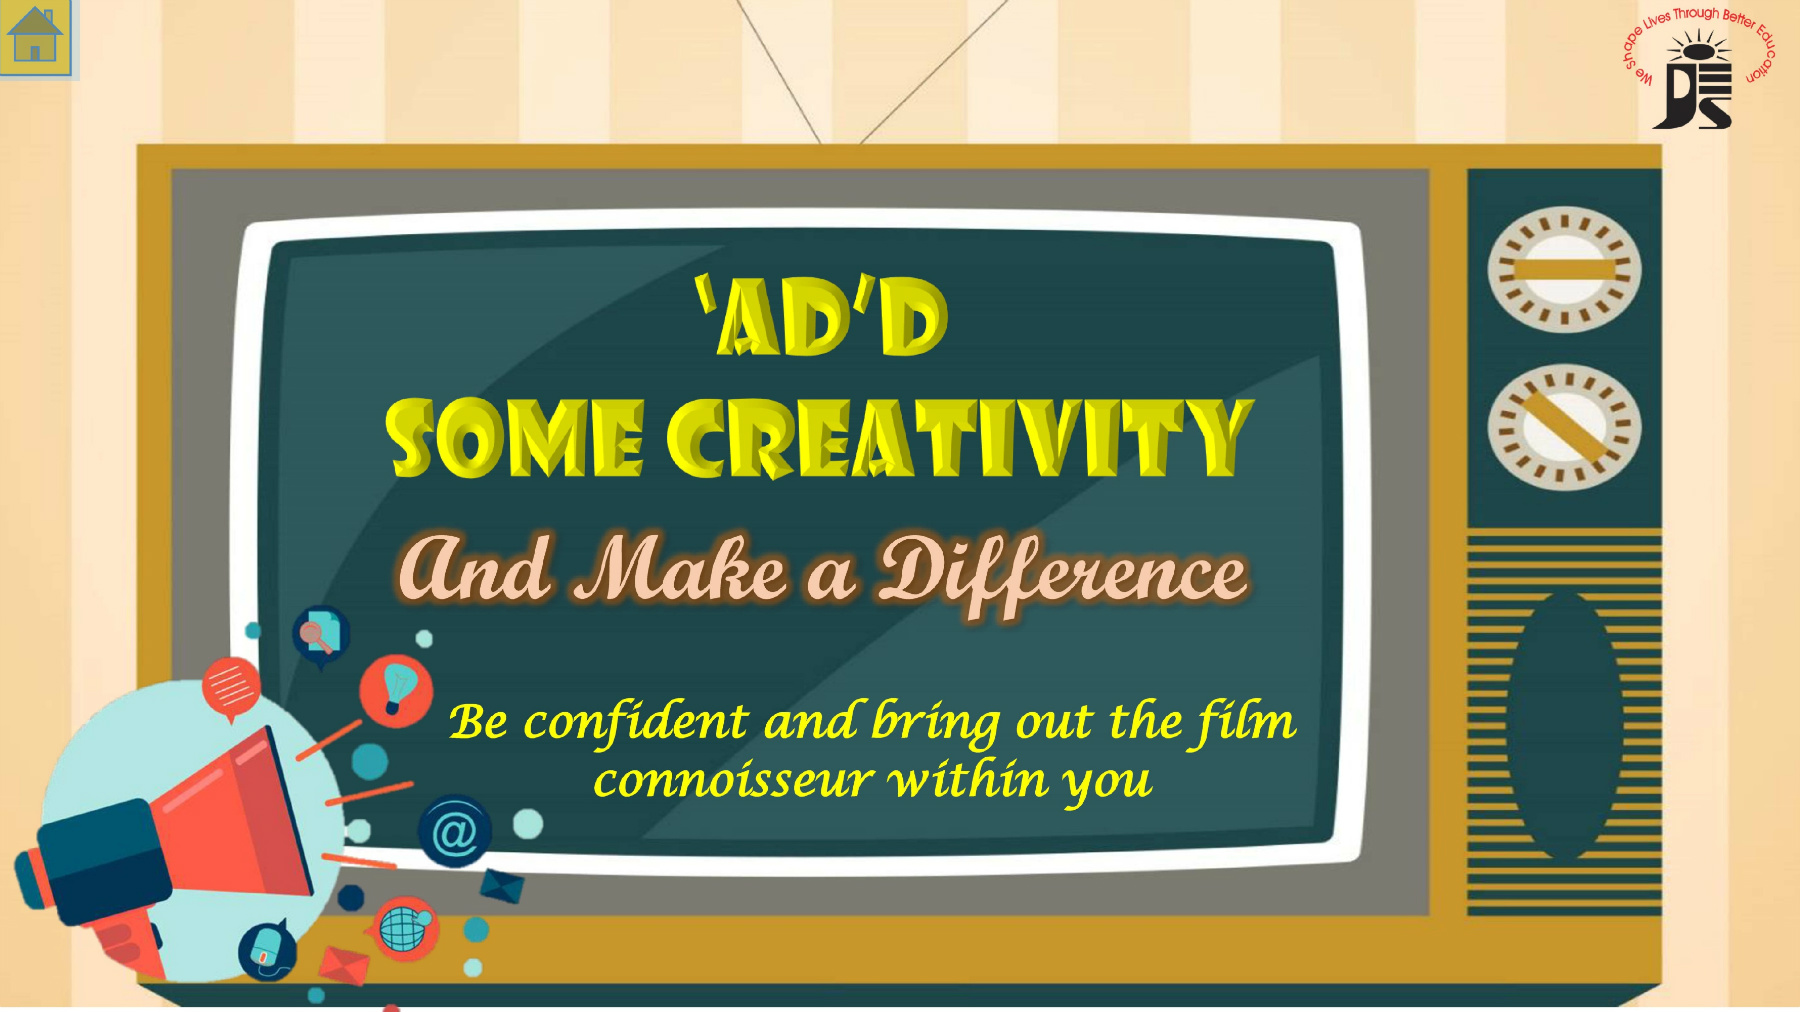 We Shape Lives Through Better Education
JDES
‘AD’D
SOME CREATIVITY
And Make a Difference
Be confident and bring out the film
connoisseur within you
@